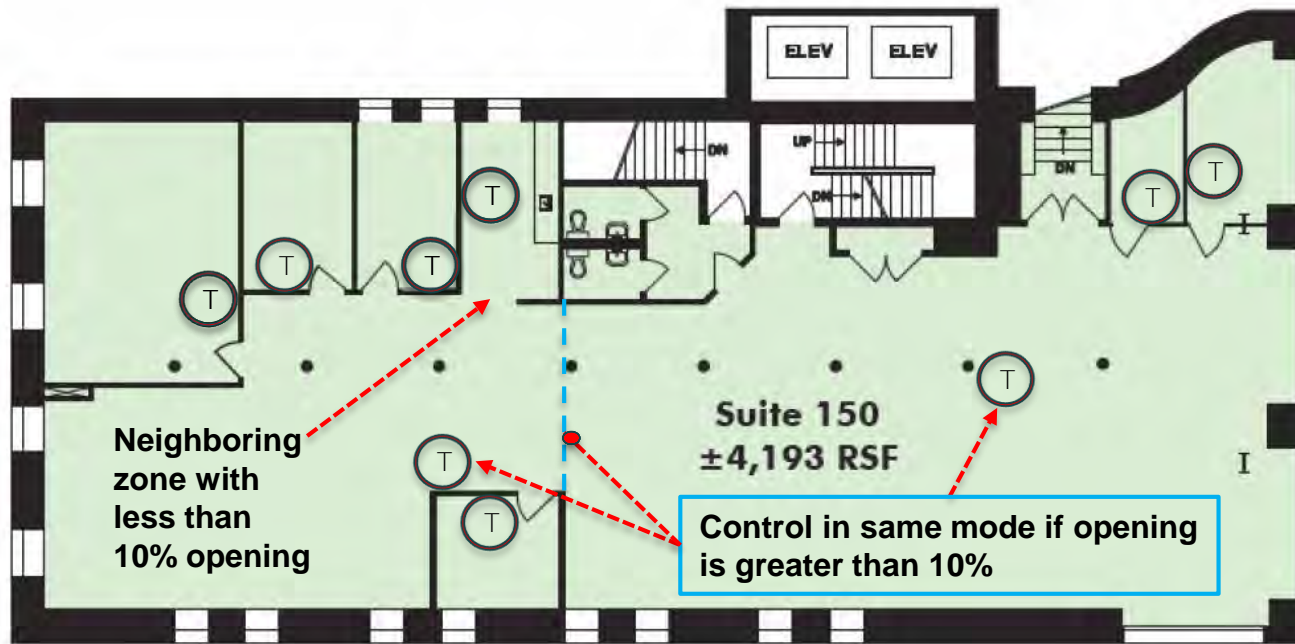 ELEV
ELEV
DN
UP
DN
DN
T
T
T
T
T
T
T
T
T
Suite 150
±4,193 RSF
Neighboring
zone with
less than
10% opening
Control in same mode if opening
is greater than 10%
I
I